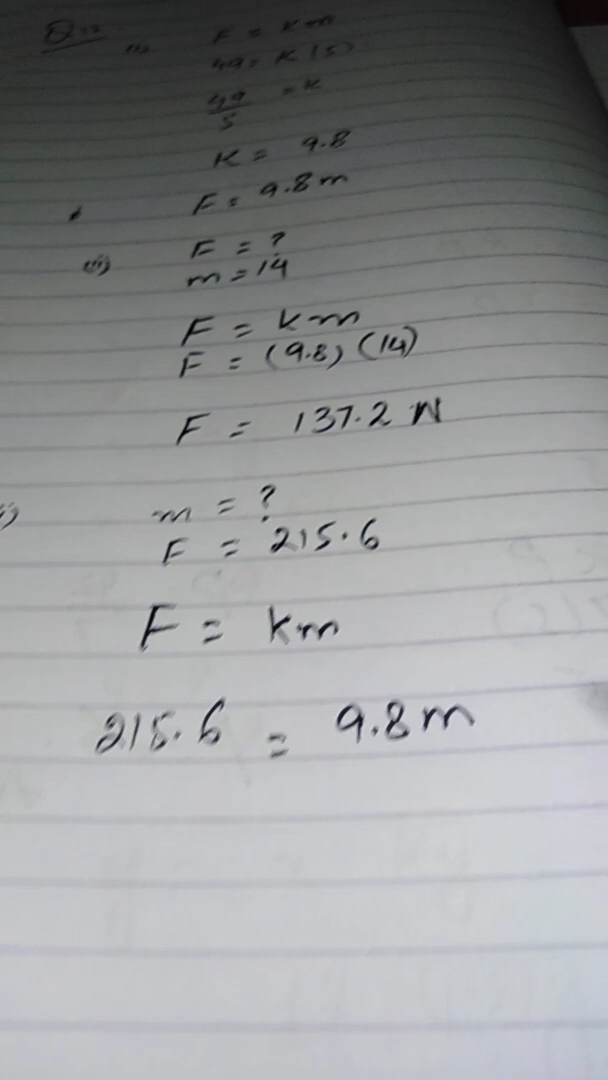 (i) F = km
49 = K (5)
49/5 = K
K = 9.8
F = 9.8m
(ii) F = ?
m = 14
F = km
F = (9.8) (14)
F = 137.2 N
m = ?
F = 215.6
F = km
215.6 = 9.8m